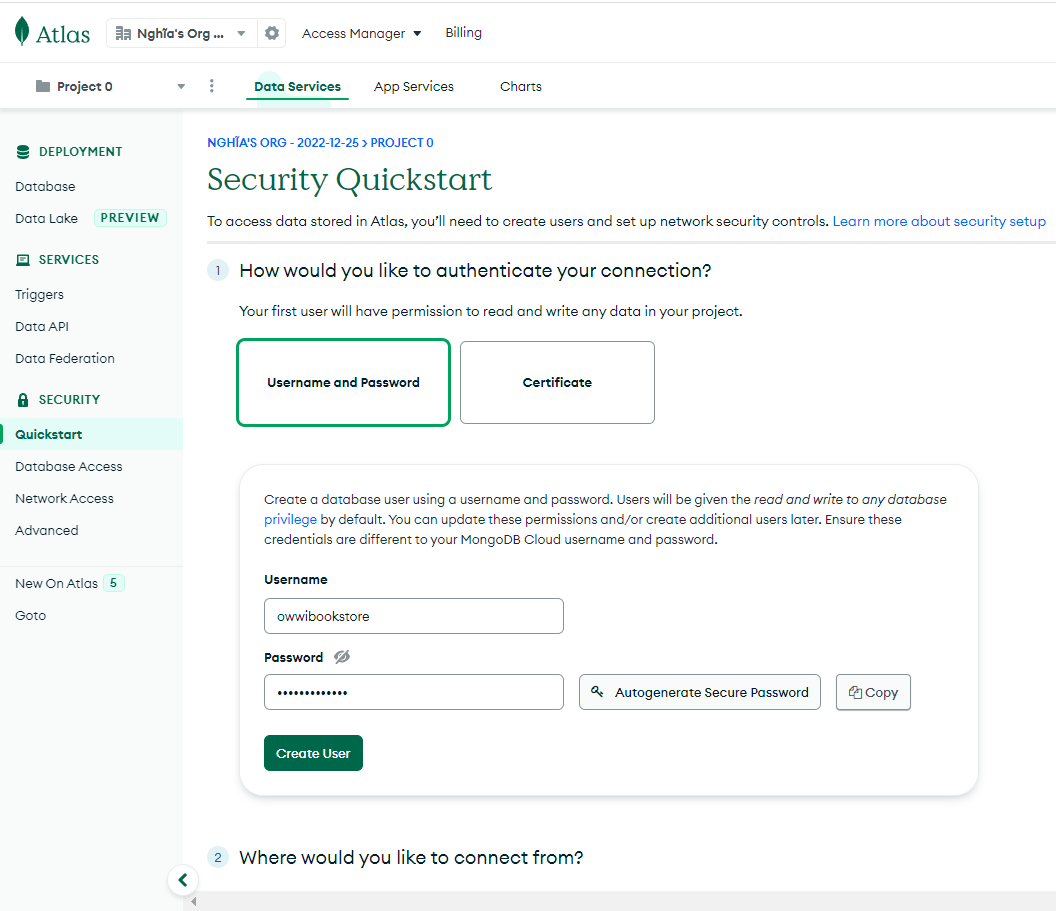 Atlas
Nghĩa's Org ...
Access Manager
Billing
Project 0
Data Services
App Services
Charts
DEPLOYMENT
Database
Data Lake PREVIEW
SERVICES
Triggers
Data API
Data Federation
SECURITY
Quickstart
Database Access
Network Access
Advanced
New On Atlas 5
Goto
NGHĨA'S ORG - 2022-12-25 > PROJECT 0
Security Quickstart
To access data stored in Atlas, you’ll need to create users and set up network security controls. Learn more about security setup
1 How would you like to authenticate your connection?
Your first user will have permission to read and write any data in your project.
Username and Password
Certificate
Create a database user using a username and password. Users will be given the read and write to any database
privilege by default. You can update these permissions and/or create additional users later. Ensure these
credentials are different to your MongoDB Cloud username and password.
Username
owwibookstore
Password
•••••••••••••
Autogenerate Secure Password
Copy
Create User
2 Where would you like to connect from?